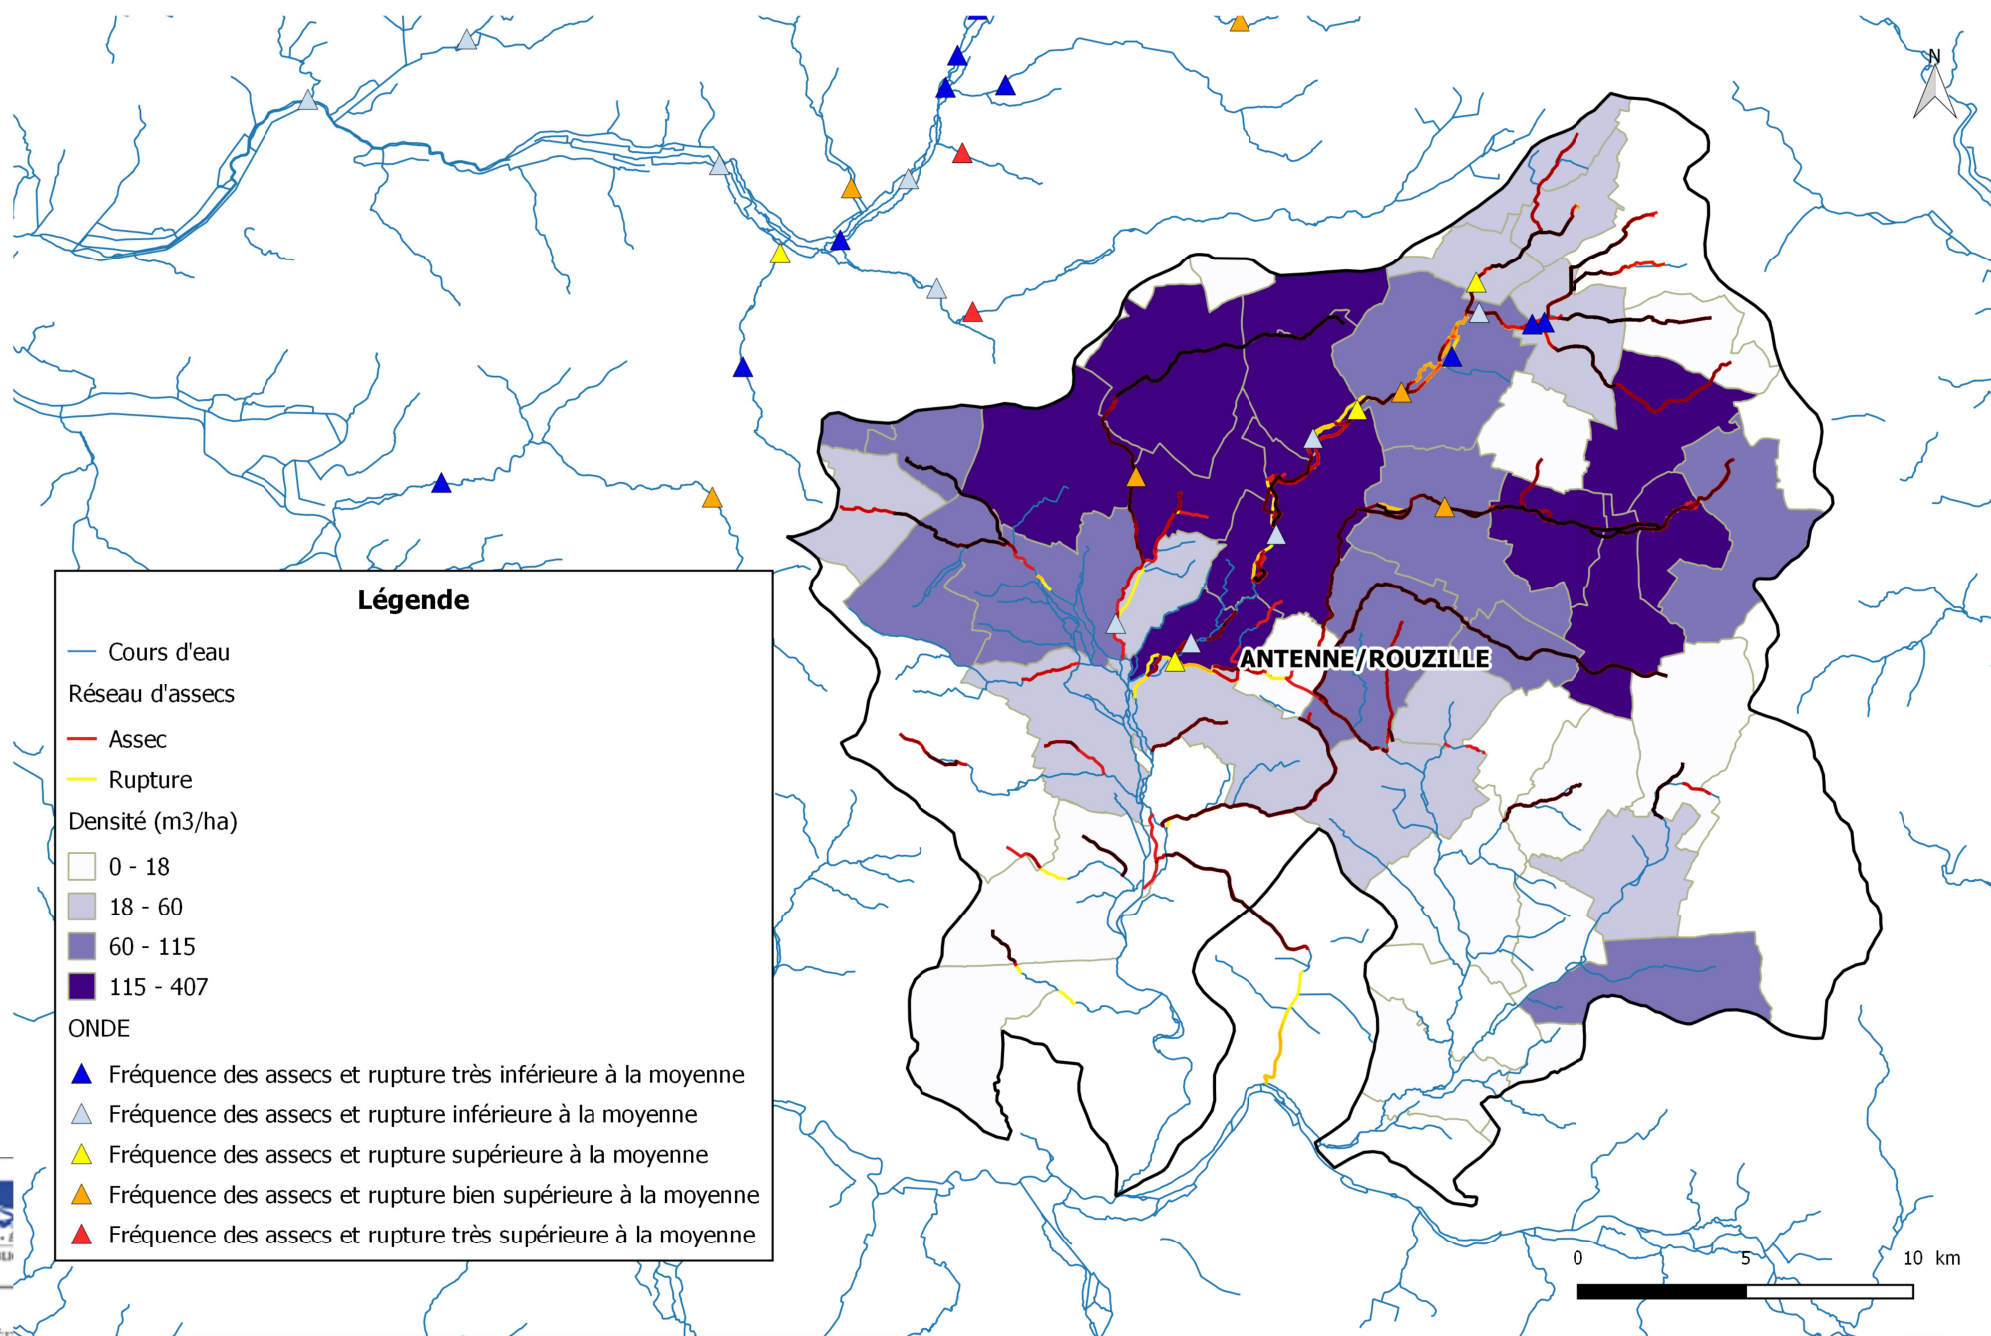 N
ANTENNE/ROUZILLE
Légende
Cours d'eau
Réseau d'assecs
Assec
Rupture
Densité (m3/ha)
0 - 18
18 - 60
60 - 115
115 - 407
ONDE
Fréquence des assecs et rupture très inférieure à la moyenne
Fréquence des assecs et rupture inférieure à la moyenne
Fréquence des assecs et rupture supérieure à la moyenne
Fréquence des assecs et rupture bien supérieure à la moyenne
Fréquence des assecs et rupture très supérieure à la moyenne
0 5 10 km